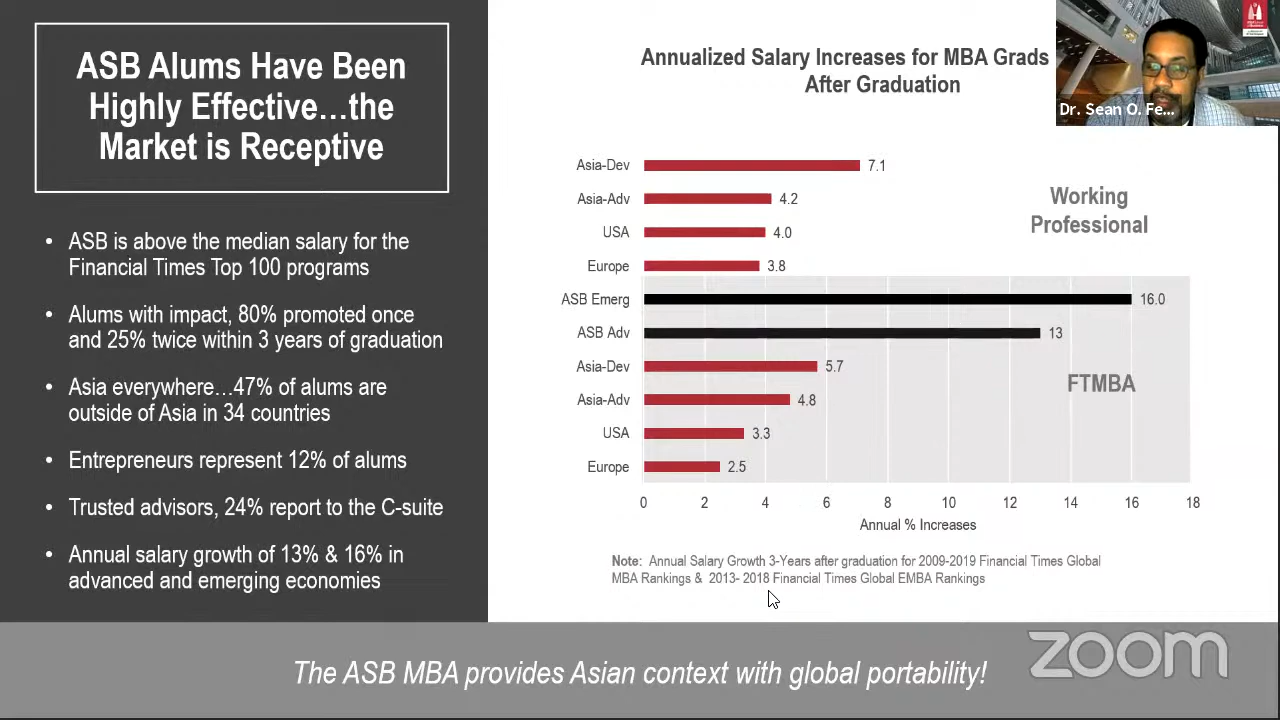 ASB Alums Have Been
Highly Effective…the
Market is Receptive
• ASB is above the median salary for the
Financial Times Top 100 programs
• Alums with impact, 80% promoted once
and 25% twice within 3 years of graduation
• Asia everywhere…47% of alums are
outside of Asia in 34 countries
• Entrepreneurs represent 12% of alums
• Trusted advisors, 24% report to the C-suite
• Annual salary growth of 13% & 16% in
advanced and emerging economies
Annualized Salary Increases for MBA Grads
After Graduation
Dr. Sean O. Fe...
Asia-Dev 7.1
Asia-Adv 4.2
USA 4.0
Europe 3.8
Working
Professional
ASB Emerg 16.0
ASB Adv 13
Asia-Dev 5.7
Asia-Adv 4.8
USA 3.3
Europe 2.5
FTMBA
0 2 4 6 8 10 12 14 16 18
Annual % Increases
Note: Annual Salary Growth 3-Years after graduation for 2009-2019 Financial Times Global
MBA Rankings & 2013- 2018 Financial Times Global EMBA Rankings
The ASB MBA provides Asian context with global portability!
zoom